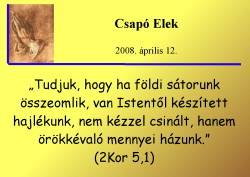 Csapó Elek
2008. április 12.
„Tudjuk, hogy ha földi sátorunk
összeomlik, van Istentől készített
hajlékunk, nem kézzel csinált, hanem
örökkévaló mennyei házunk.”
(2Kor 5,1)